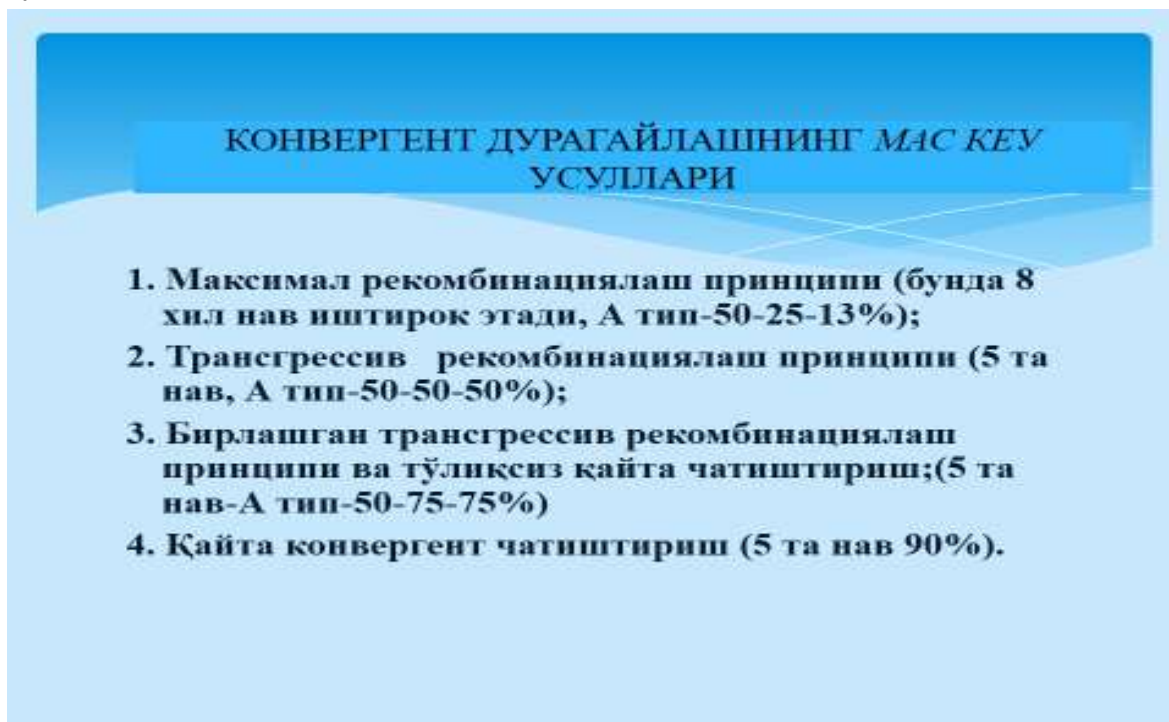 КОНВЕРГЕНТ ДУРАГАЙЛАШНИНГ МАС КЕУ
УСУЛЛАРИ
1. Максимал рекомбинациялаш принципи (бунда 8
хил нав иштирок этади, А тип-50-25-13%);
2. Трансгрессив рекомбинациялаш принципи (5 та
нав, А тип-50-50-50%);
3. Бирлашган трансгрессив рекомбинациялаш
принципи ва тўлиқсиз қайта чатиштириш;(5 та
нав-А тип-50-75-75%)
4. Қайта конвергент чатиштириш (5 та нав 90%).